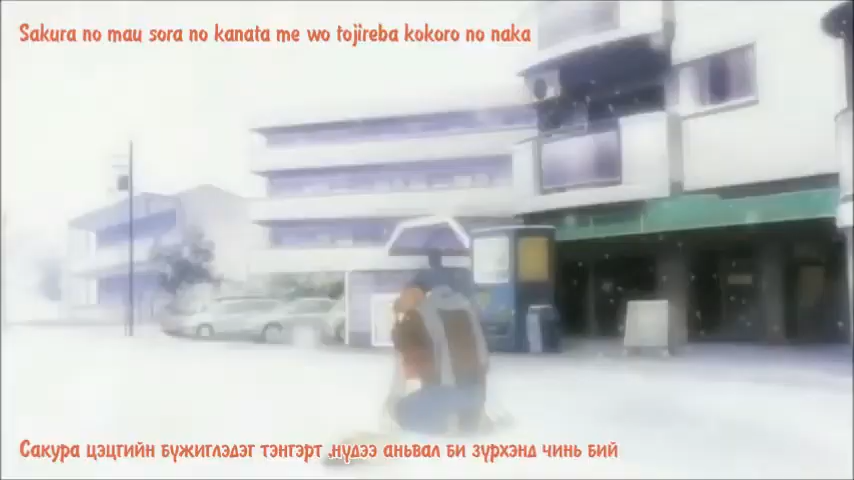 Sakura no mau sora no kanata me wo tojireba kokoro no naka
Сакура цэцгийн бүжиглэдэг тэнгэрт ,нүдээ аньвал би зүрхэнд чинь бий